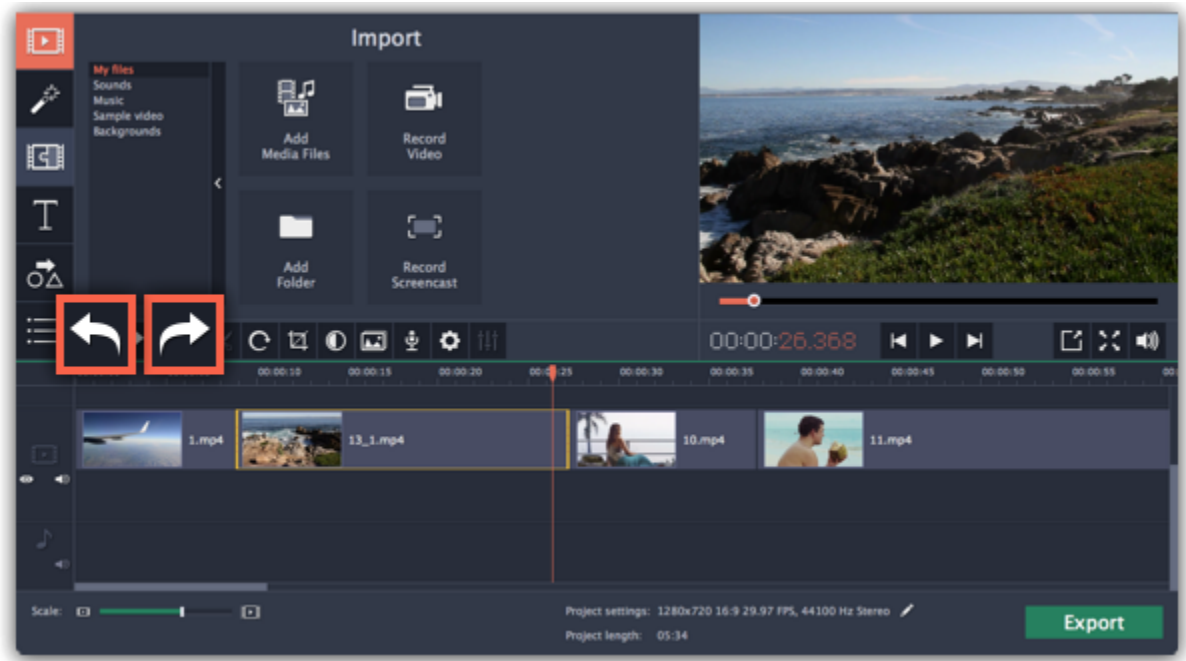 Import
My files
Sounds
Music
Sample video
Backgrounds
Add
Media Files
Record
Video
Add
Folder
Record
Screencast
T
00:00:26.368
00:00:10
00:00:15
00:00:20
00:00:25
00:00:30
00:00:35
00:00:40
00:00:45
00:00:50
00:00:55
1.mp4
13_1.mp4
10.mp4
11.mp4
Scale:
Project settings: 1280x720 16:9 29.97 FPS, 44100 Hz Stereo
Project length: 05:34
Export